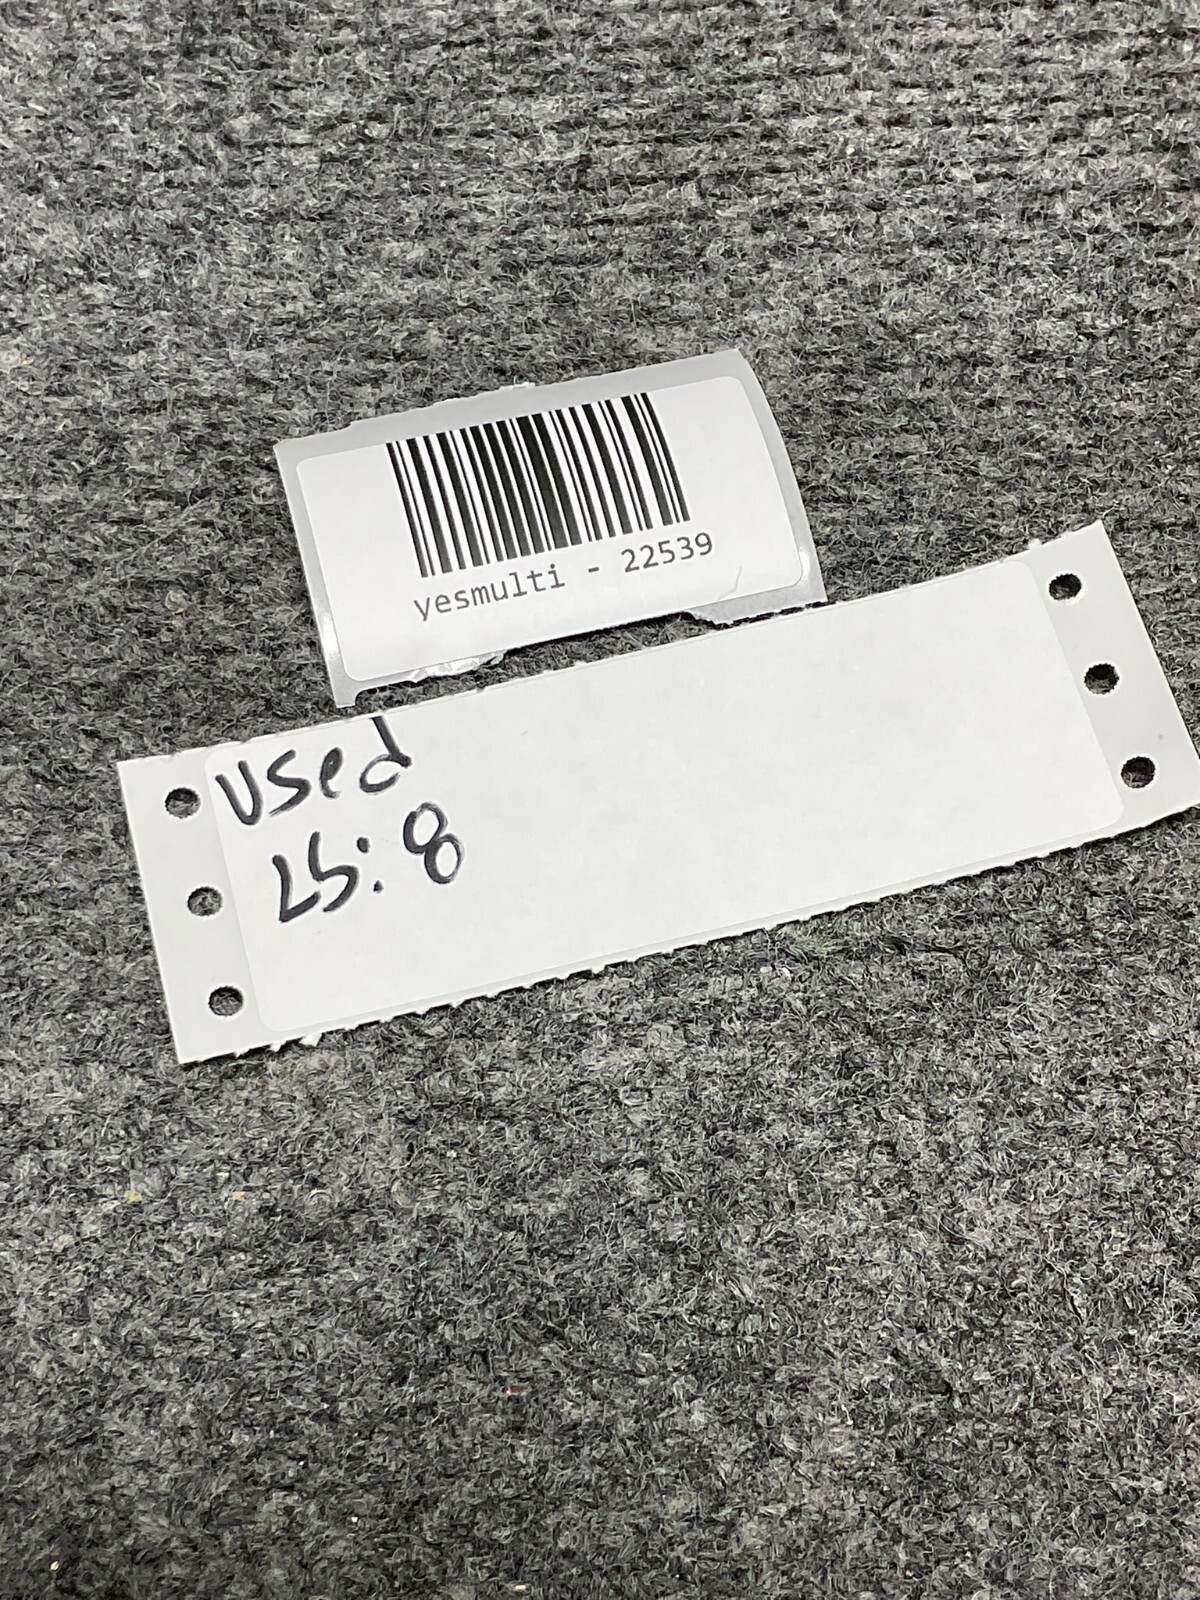 yesmulti - 22539
Used
LS: 8